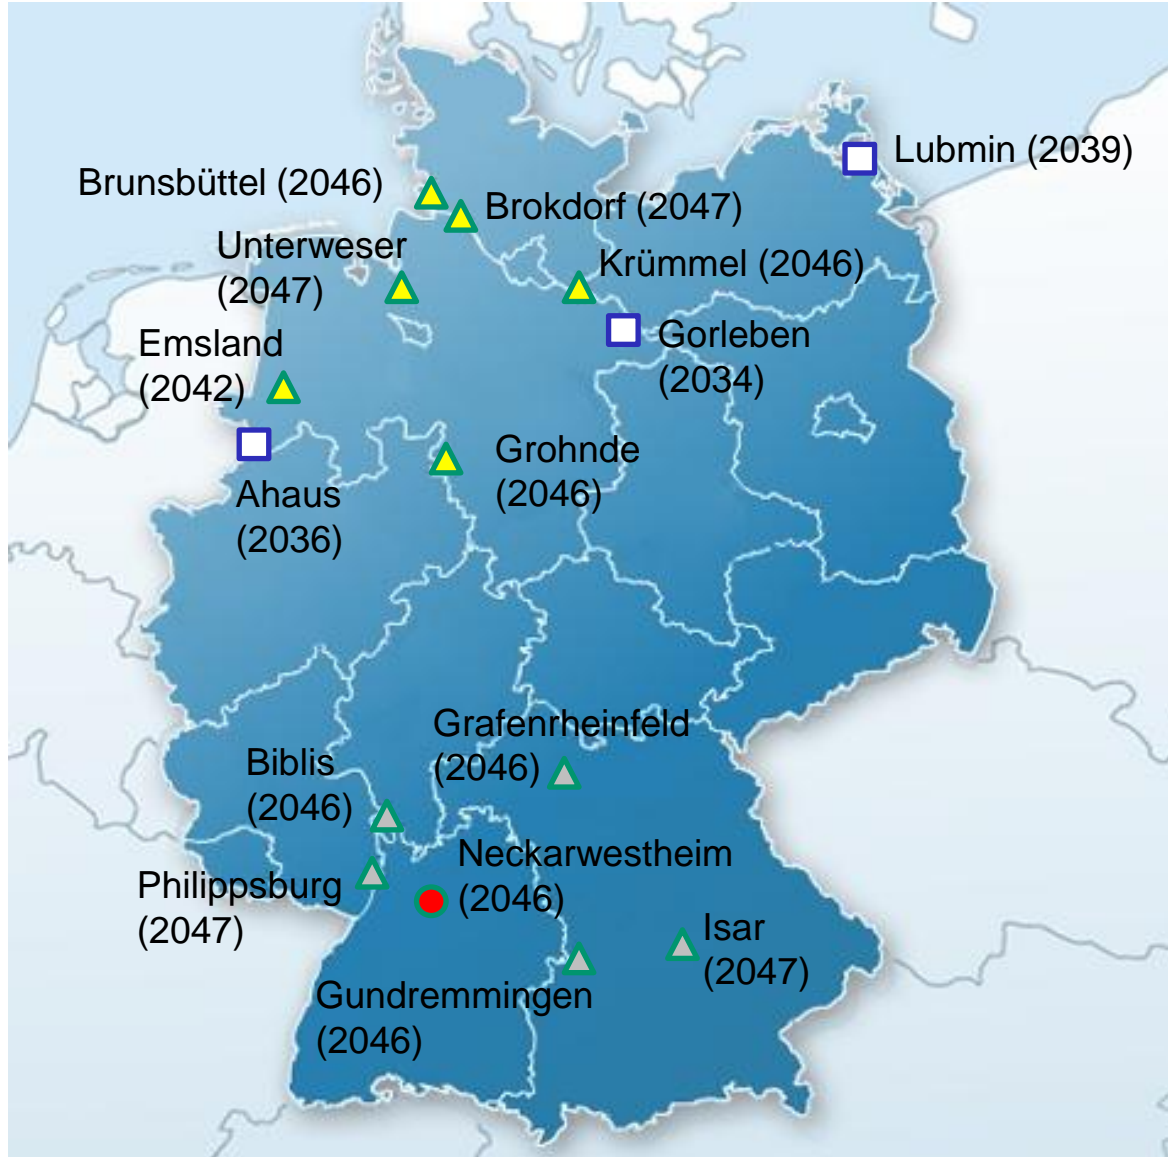 Lubmin (2039)
Brunsbüttel (2046)
Brokdorf (2047)
Unterweser
(2047)
Krümmel (2046)
Gorleben
(2034)
Emsland
(2042)
Grohnde
(2046)
Ahaus
(2036)
Grafenrheinfeld
(2046)
Biblis
(2046)
Neckarwestheim
(2046)
Philippsburg
(2047)
Isar
(2047)
Gundremmingen
(2046)